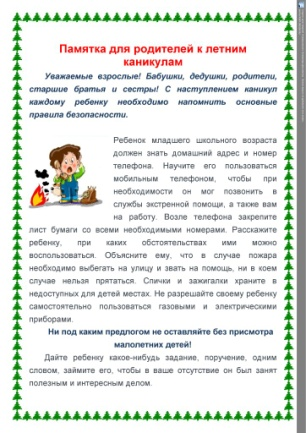 Памятка для родителей к летним
каникулам
Уважаемые взрослые! Бабушки, дедушки, родители,
старшие братья и сестры! С наступлением каникул
каждому ребенку необходимо напомнить основные
правила безопасности.
Ребенок младшего школьного возраста
должен знать домашний адрес и номер
телефона. Научите его пользоваться
мобильным телефоном, чтобы при
необходимости он мог позвонить в
службы экстренной помощи, а также вам
на работу. Возле телефона закрепите
лист бумаги со всеми необходимыми номерами. Расскажите
ребенку, при каких обстоятельствах ими можно
воспользоваться. Объясните ему, что в случае пожара
необходимо выбегать на улицу и звать на помощь, ни в коем
случае нельзя прятаться. Спички и зажигалки храните в
недоступных для детей местах. Не разрешайте своему ребенку
самостоятельно пользоваться газовыми и электрическими
приборами.
Ни под каким предлогом не оставляйте без присмотра
малолетних детей!
Дайте ребенку какое-нибудь задание, поручение, одним
словом, займите его, чтобы в ваше отсутствие он был занят
полезным и интересным делом.